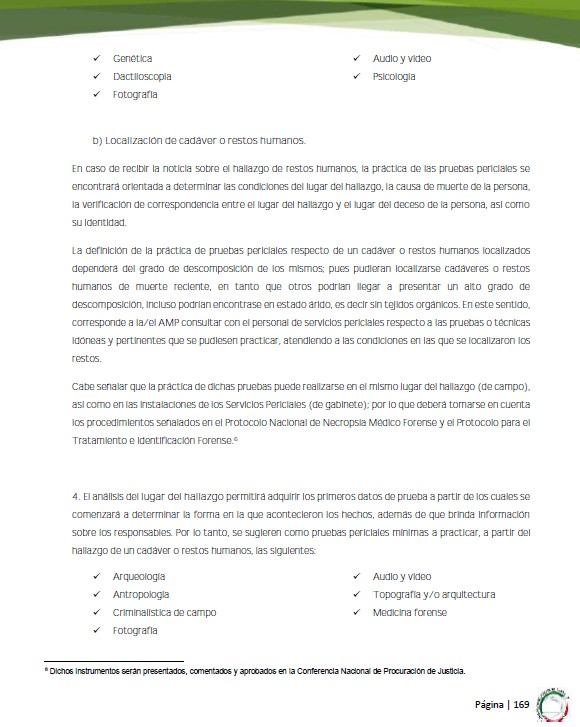 ✓ Genética
✓ Dactiloscopia
✓ Fotografía
✓ Audio y video
✓ Psicología
b) Localización de cadáver o restos humanos.
En caso de recibir la noticia sobre el hallazgo de restos humanos, la práctica de las pruebas periciales se
encontrará orientada a determinar las condiciones del lugar del hallazgo, la causa de muerte de la persona,
la verificación de correspondencia entre el lugar del hallazgo y el lugar del deceso de la persona, así como
su identidad.
La definición de la práctica de pruebas periciales respecto de un cadáver o restos humanos localizados
dependerá del grado de descomposición de los mismos; pues pudieran localizarse cadáveres o restos
humanos de muerte reciente, en tanto que otros podrían llegar a presentar un alto grado de
descomposición, incluso podrían encontrase en estado árido, es decir sin tejidos orgánicos. En este sentido,
corresponde a la/el AMP consultar con el personal de servicios periciales respecto a las pruebas o técnicas
idóneas y pertinentes que se pudiesen practicar, atendiendo a las condiciones en las que se localizaron los
restos.
Cabe señalar que la práctica de dichas pruebas puede realizarse en el mismo lugar del hallazgo (de campo),
así como en las instalaciones de los Servicios Periciales (de gabinete); por lo que deberá tomarse en cuenta
los procedimientos señalados en el Protocolo Nacional de Necropsia Médico Forense y el Protocolo para el
Tratamiento e Identificación Forense.⁶
4. El análisis del lugar del hallazgo permitirá adquirir los primeros datos de prueba a partir de los cuales se
comenzará a determinar la forma en la que acontecieron los hechos, además de que brinda información
sobre los responsables. Por lo tanto, se sugieren como pruebas periciales mínimas a practicar, a partir del
hallazgo de un cadáver o restos humanos, las siguientes:
✓ Arqueología
✓ Antropología
✓ Criminalística de campo
✓ Fotografía
✓ Audio y video
✓ Topografía y/o arquitectura
✓ Medicina forense
⁶ Dichos instrumentos serán presentados, comentados y aprobados en la Conferencia Nacional de Procuración de Justicia.
Página | 169